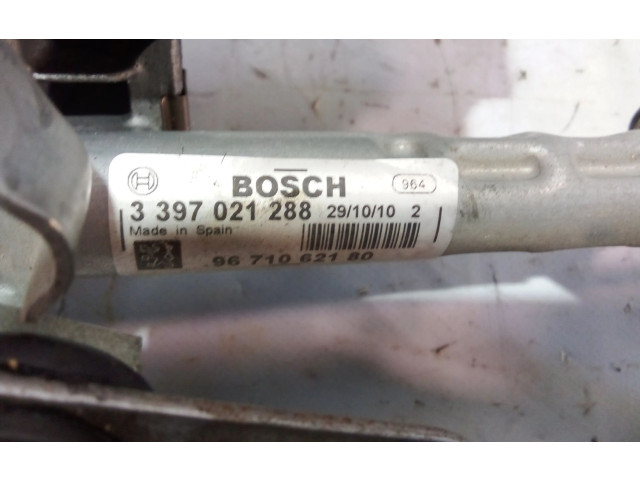 BOSCH 964
3 397 021 288 29/10/10 2
Made in Spain
96 710 621 80